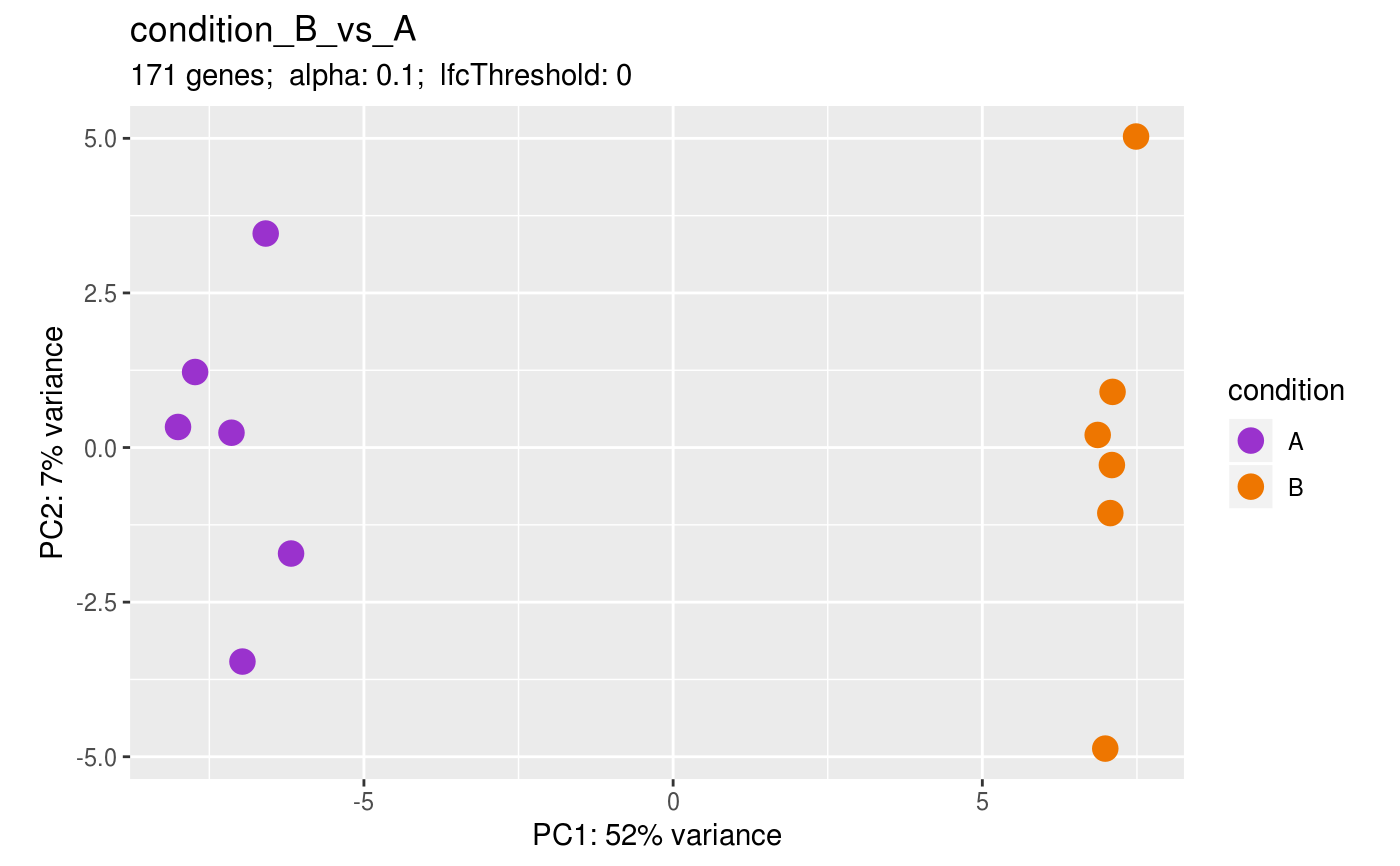 condition_B_vs_A
171 genes;  alpha: 0.1;  lfcThreshold: 0
5.0
2.5
0.0
-2.5
-5.0
PC2: 7% variance
-5
0
5
PC1: 52% variance
condition
A
B